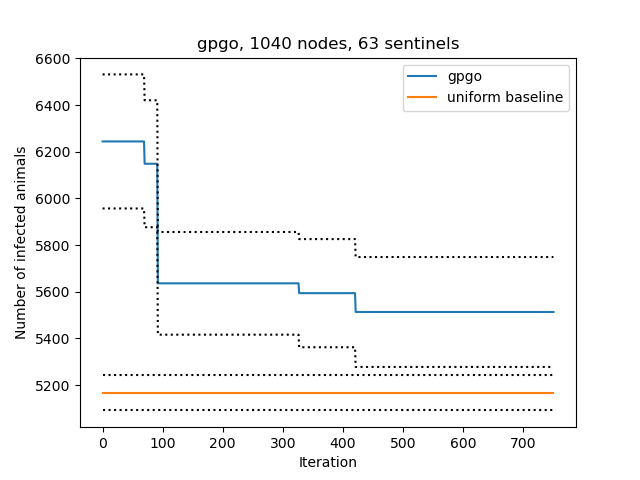 gpgo, 1040 nodes, 63 sentinels
gpgo
uniform baseline
Number of infected animals
6600
6400
6200
6000
5800
5600
5400
5200
0 100 200 300 400 500 600 700
Iteration